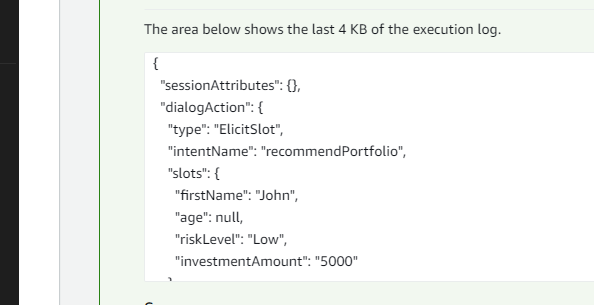 The area below shows the last 4 KB of the execution log.
{
"sessionAttributes": {},
"dialogAction": {
"type": "ElicitSlot",
"intentName": "recommendPortfolio",
"slots": {
"firstName": "John",
"age": null,
"riskLevel": "Low",
"investmentAmount": "5000"
}